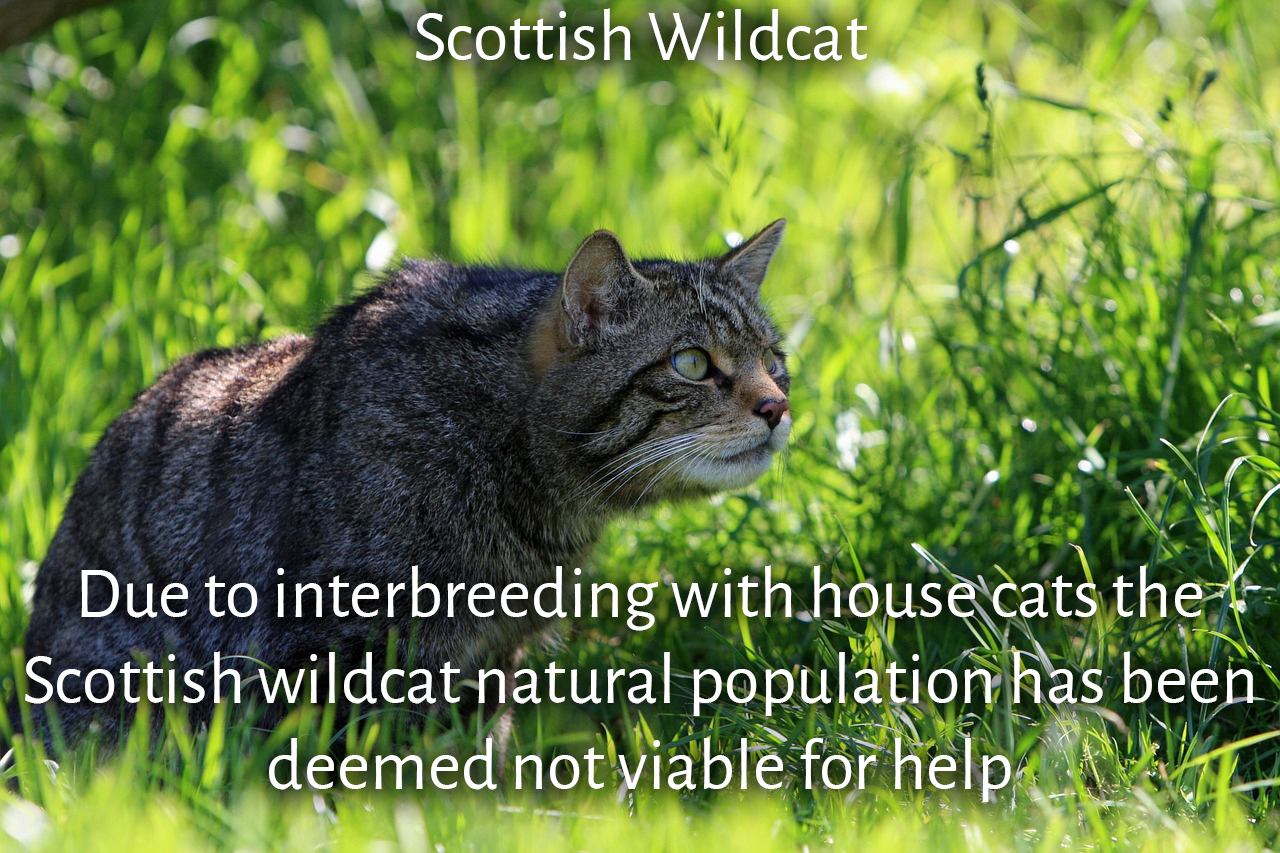 Scottish Wildcat
Due to interbreeding with house cats the
Scottish wildcat natural population has been
deemed not viable for help